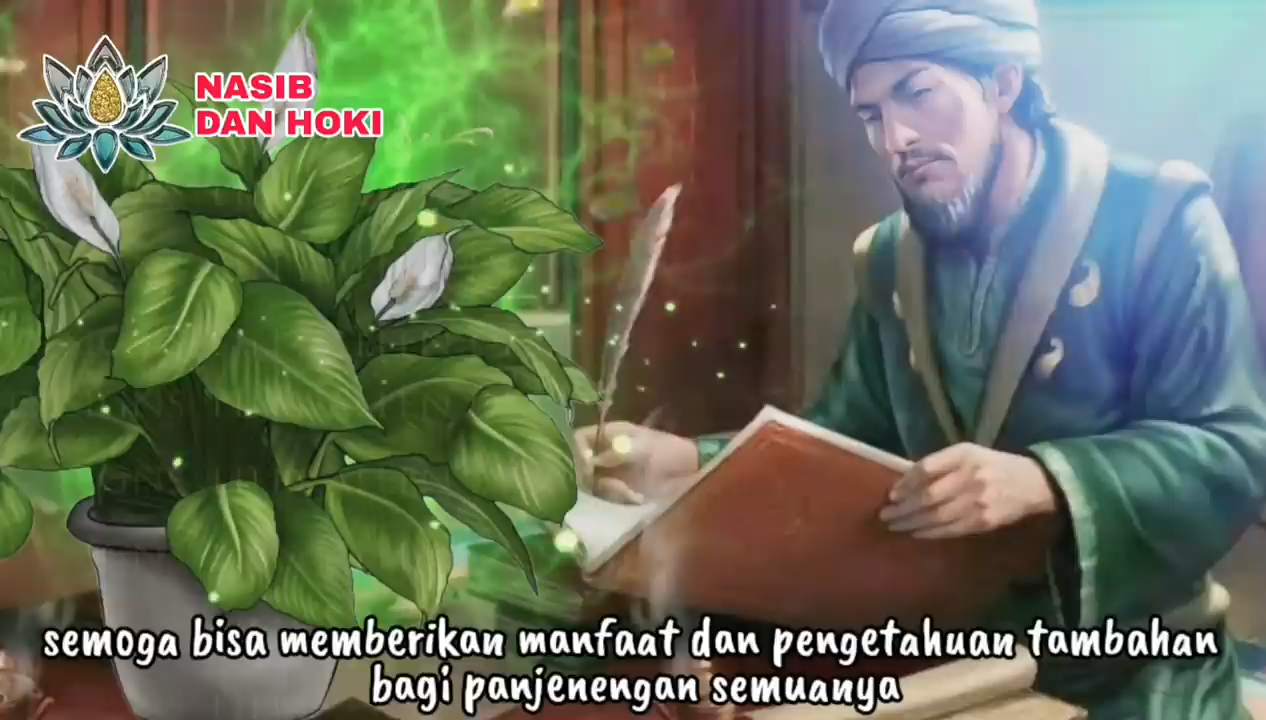 NASIB
DAN HOKI
semoga bisa memberikan manfaat dan pengetahuan tambahan
bagi panjenengan semuanya